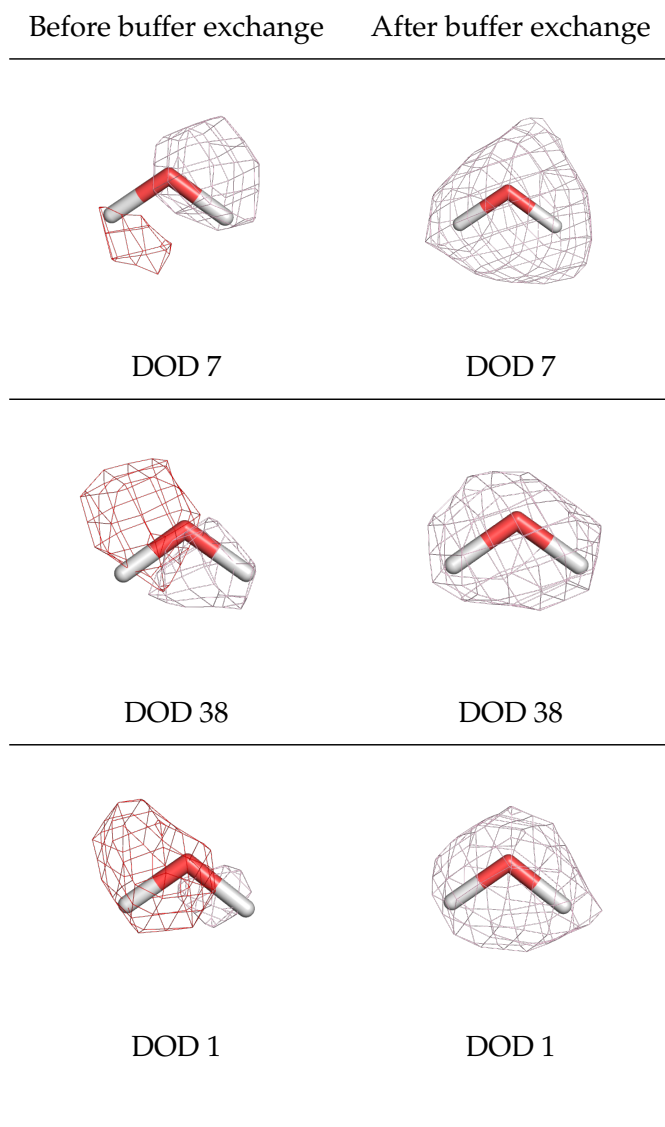 Before buffer exchange After buffer exchange
DOD 7 DOD 7
DOD 38 DOD 38
DOD 1 DOD 1